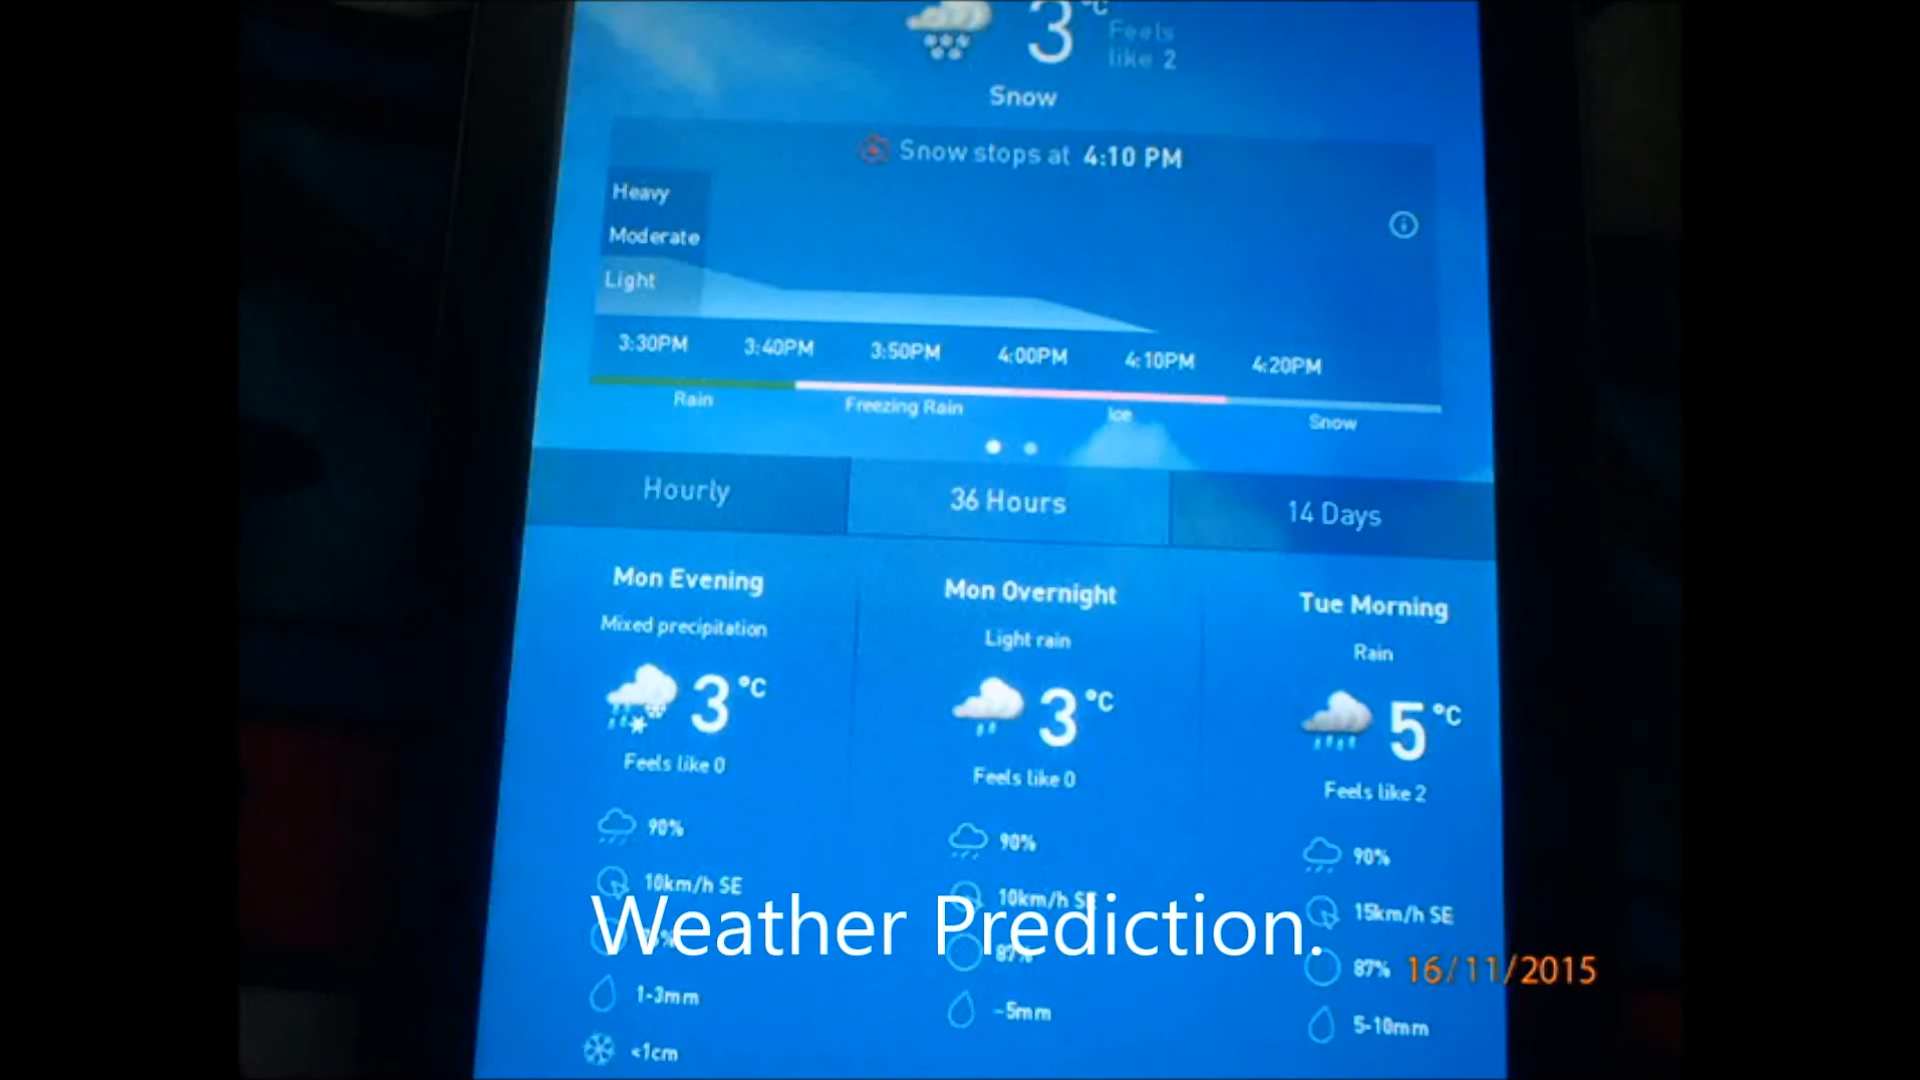 3°C
Feels
like 2
Snow
Snow stops at 4:10 PM
Heavy
Moderate
Light
3:30PM 3:40PM 3:50PM 4:00PM 4:10PM 4:20PM
Rain Freezing Rain Ice Snow
Hourly 36 Hours 14 Days
Mon Evening Mon Overnight Tue Morning
Mixed precipitation Light rain Rain
3°C 3°C 5°C
Feels like 0 Feels like 0 Feels like 2
90% 90% 90%
10km/h SE 10km/h SE 15km/h SE
Weather Prediction.
87% 87%
16/11/2015
1-3mm ~5mm 5-10mm
<1cm